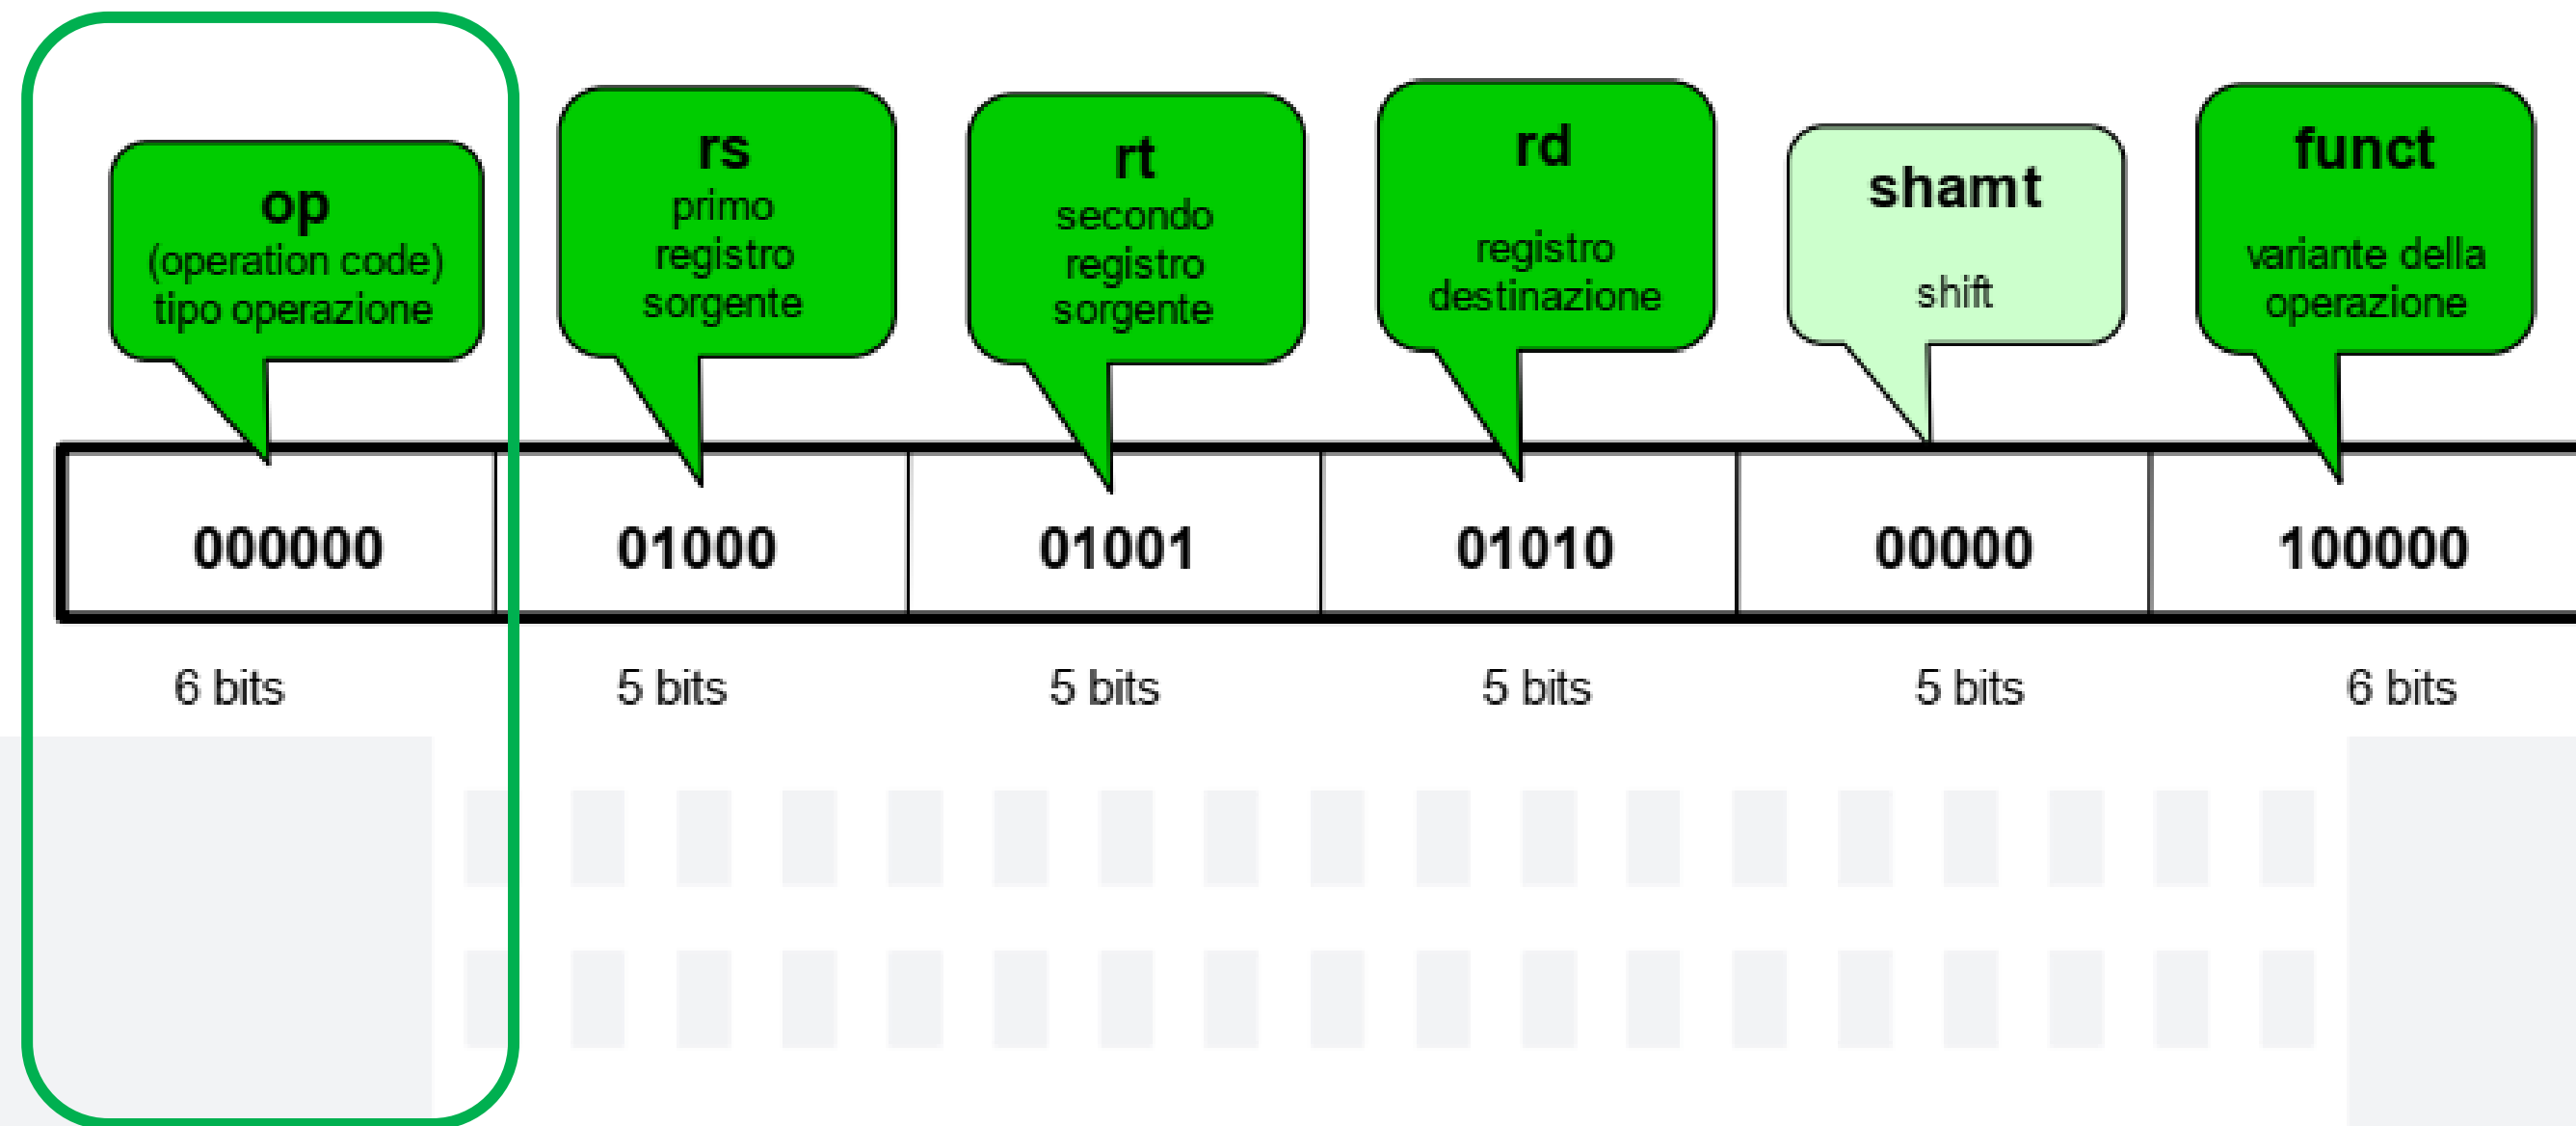 op
(operation code)
tipo operazione
rs
primo
registro
sorgente
rt
secondo
registro
sorgente
rd
registro
destinazione
shamt
shift
funct
variante della
operazione
000000 01000 01001 01010 00000 100000
6 bits 5 bits 5 bits 5 bits 5 bits 6 bits